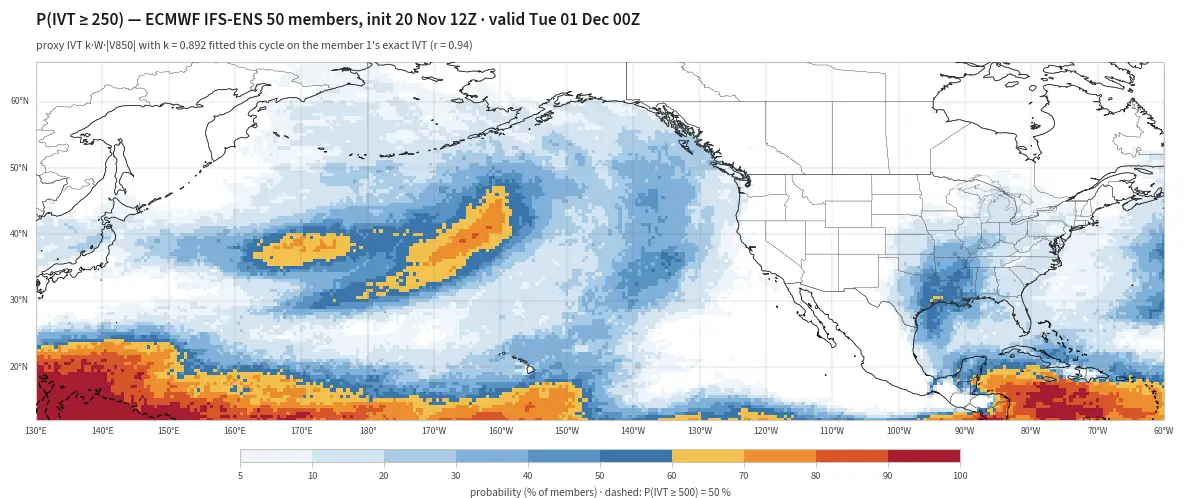 P(IVT ≥ 250) — ECMWF IFS-ENS 50 members, init 20 Nov 12Z · valid Tue 01 Dec 00Z
proxy IVT k·W·|V850| with k = 0.892 fitted this cycle on the member 1's exact IVT (r = 0.94)
60°N
50°N
40°N
30°N
20°N
130°E 140°E 150°E 160°E 170°E 180° 170°W 160°W 150°W 140°W 130°W 120°W 110°W 100°W 90°W 80°W 70°W 60°W
5 10 20 30 40 50 60 70 80 90 100
probability (% of members) · dashed: P(IVT ≥ 500) = 50 %